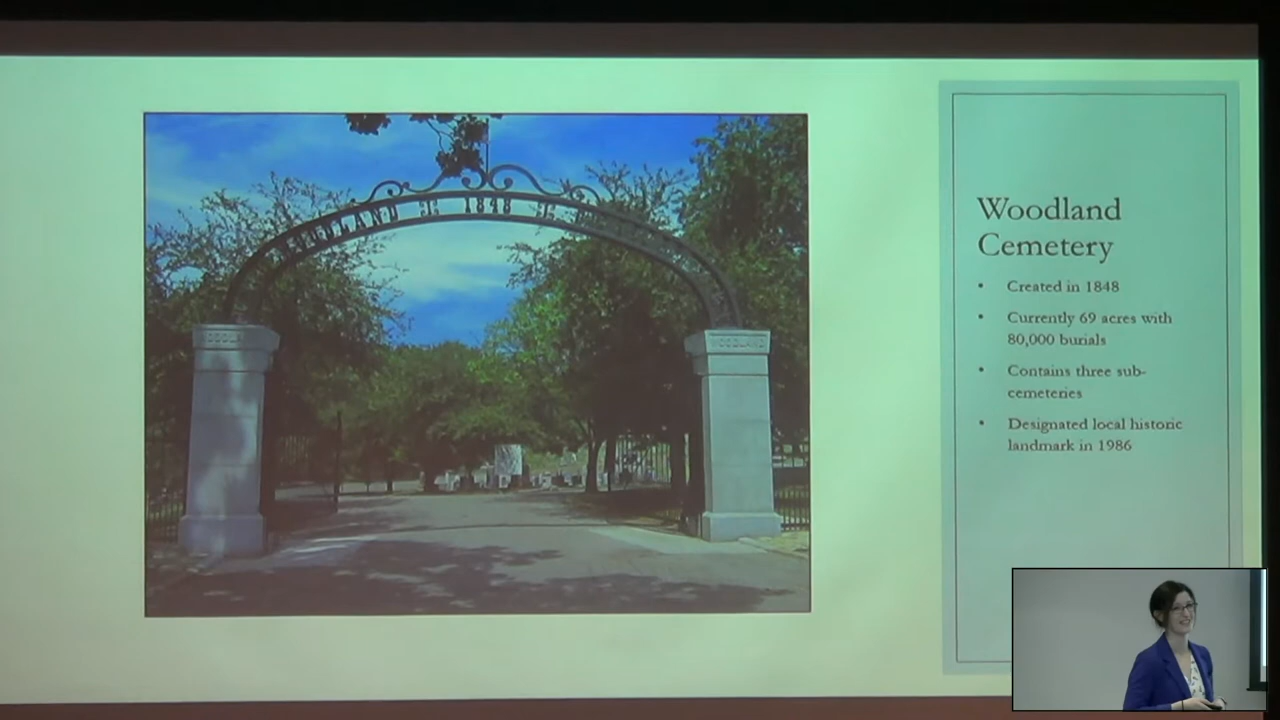 WOODLAND 1848
WOODLAND
Woodland
Cemetery
• Created in 1848
• Currently 69 acres with
80,000 burials
• Contains three sub-
cemeteries
• Designated local historic
landmark in 1986